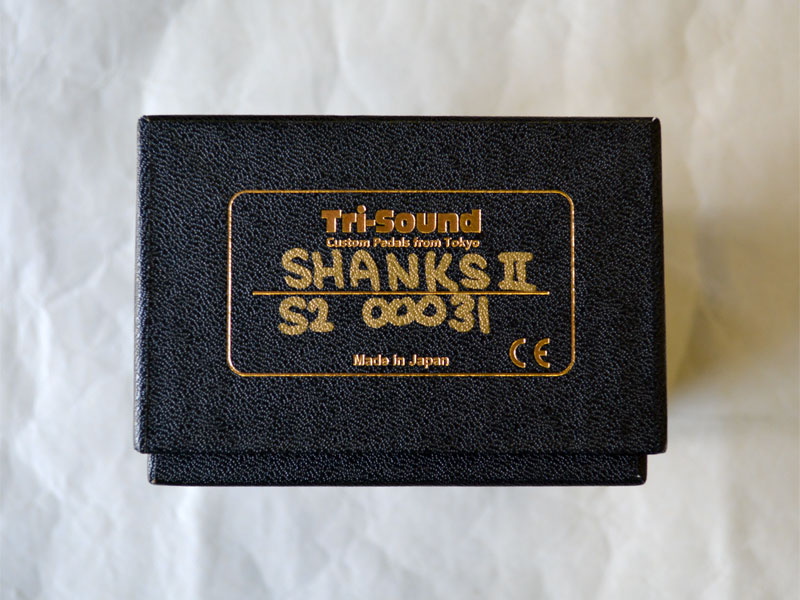 Tri-Sound
Custom Pedals from Tokyo
SHANKS II
S2 00031
Made in Japan
CE